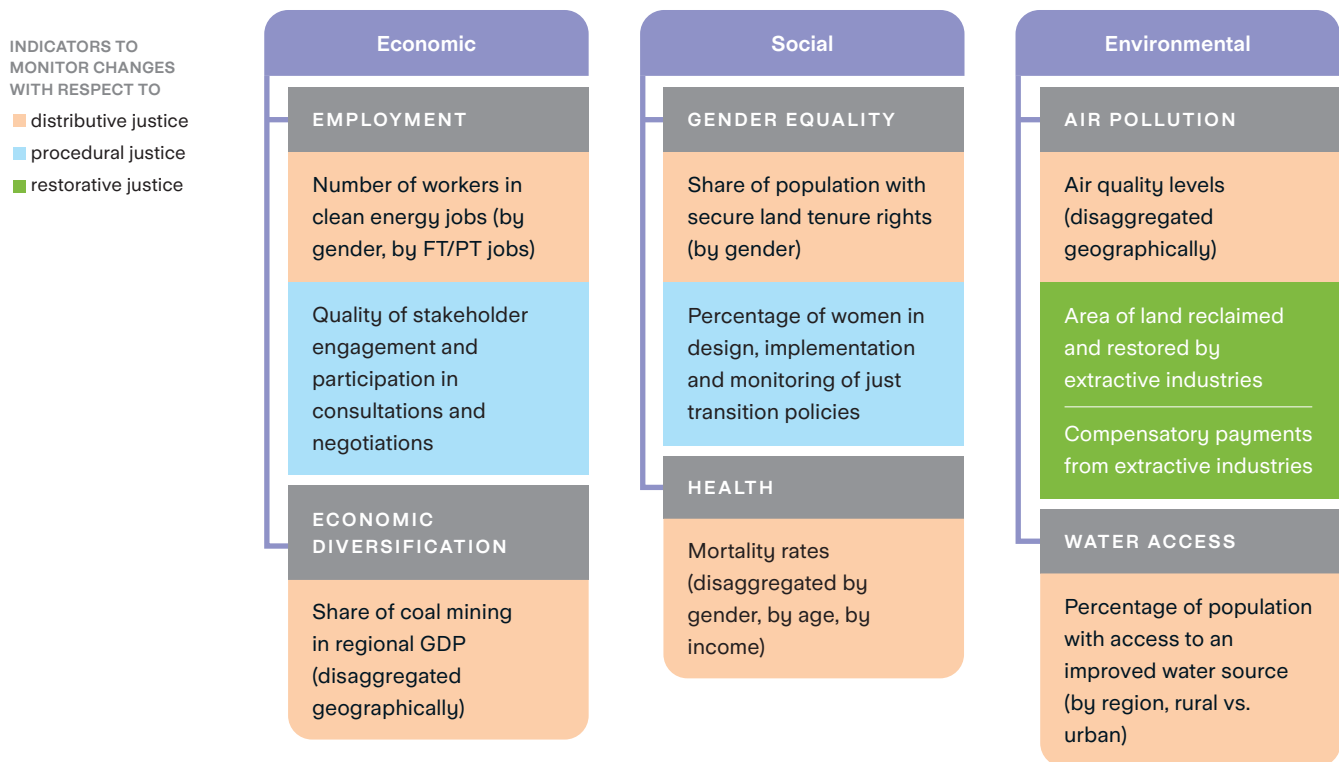 INDICATORS TO
MONITOR CHANGES
WITH RESPECT TO
distributive justice
procedural justice
restorative justice
Economic
EMPLOYMENT
Number of workers in
clean energy jobs (by
gender, by FT/PT jobs)
Quality of stakeholder
engagement and
participation in
consultations and
negotiations
ECONOMIC
DIVERSIFICATION
Share of coal mining
in regional GDP
(disaggregated
geographically)
Social
GENDER EQUALITY
Share of population with
secure land tenure rights
(by gender)
Percentage of women in
design, implementation
and monitoring of just
transition policies
HEALTH
Mortality rates
(disaggregated by
gender, by age, by
income)
Environmental
AIR POLLUTION
Air quality levels
(disaggregated
geographically)
Area of land reclaimed
and restored by
extractive industries
Compensatory payments
from extractive industries
WATER ACCESS
Percentage of population
with access to an
improved water source
(by region, rural vs.
urban)